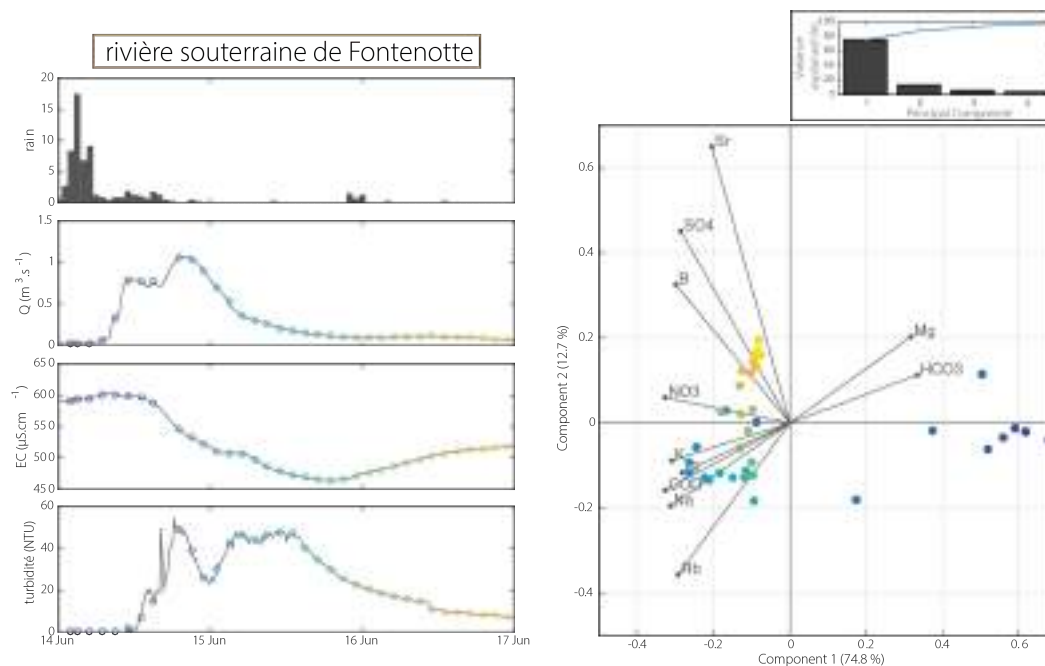 rivière souterraine de Fontenotte
20
15
10
5
0
rain
1.5
1
0.5
0
Q (m³.s⁻¹)
650
600
550
500
450
EC (µS.cm⁻¹)
60
40
20
0
turbidité (NTU)
14 Jun
15 Jun
16 Jun
17 Jun
100
Principal Component
0.6
0.4
0.2
0
-0.2
-0.4
Component 2 (12.7 %)
Sr
SO4
B
Mg
HCO3
NO3
K
Na
Rb
-0.4
-0.2
0
0.2
0.4
0.6
Component 1 (74.8 %)